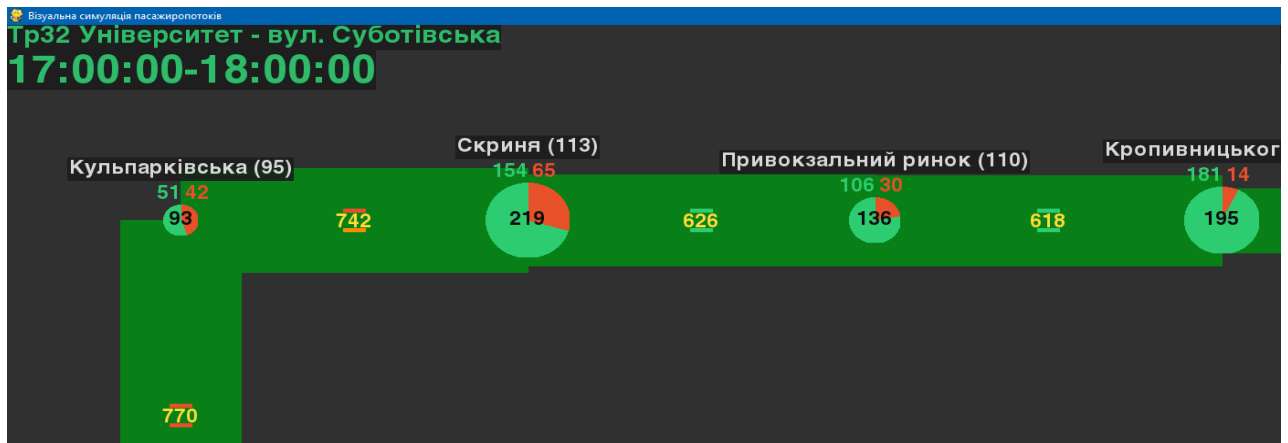 Візуальна симуляція пасажиропотоків
Тр32 Університет - вул. Суботівська
17:00:00-18:00:00
Кульпарківська (95)
51 42
93
742
Скриня (113)
154 65
219
626
Привокзальний ринок (110)
106 30
136
618
Кропивницьког
181 14
195
770